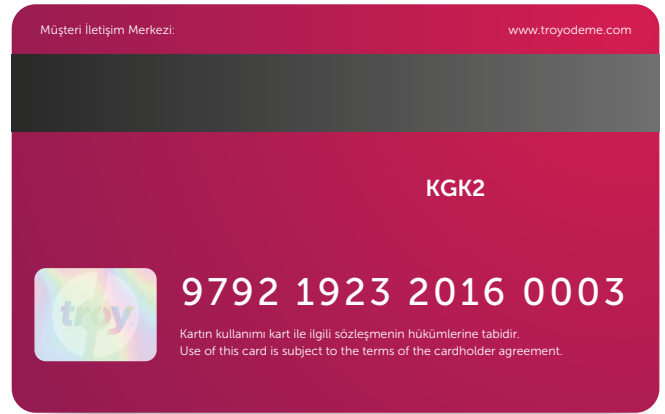 Müşteri İletişim Merkezi:
www.troyodeme.com
KGK2
troy
9792 1923 2016 0003
Kartın kullanımı kart ile ilgili sözleşmenin hükümlerine tabidir.
Use of this card is subject to the terms of the cardholder agreement.